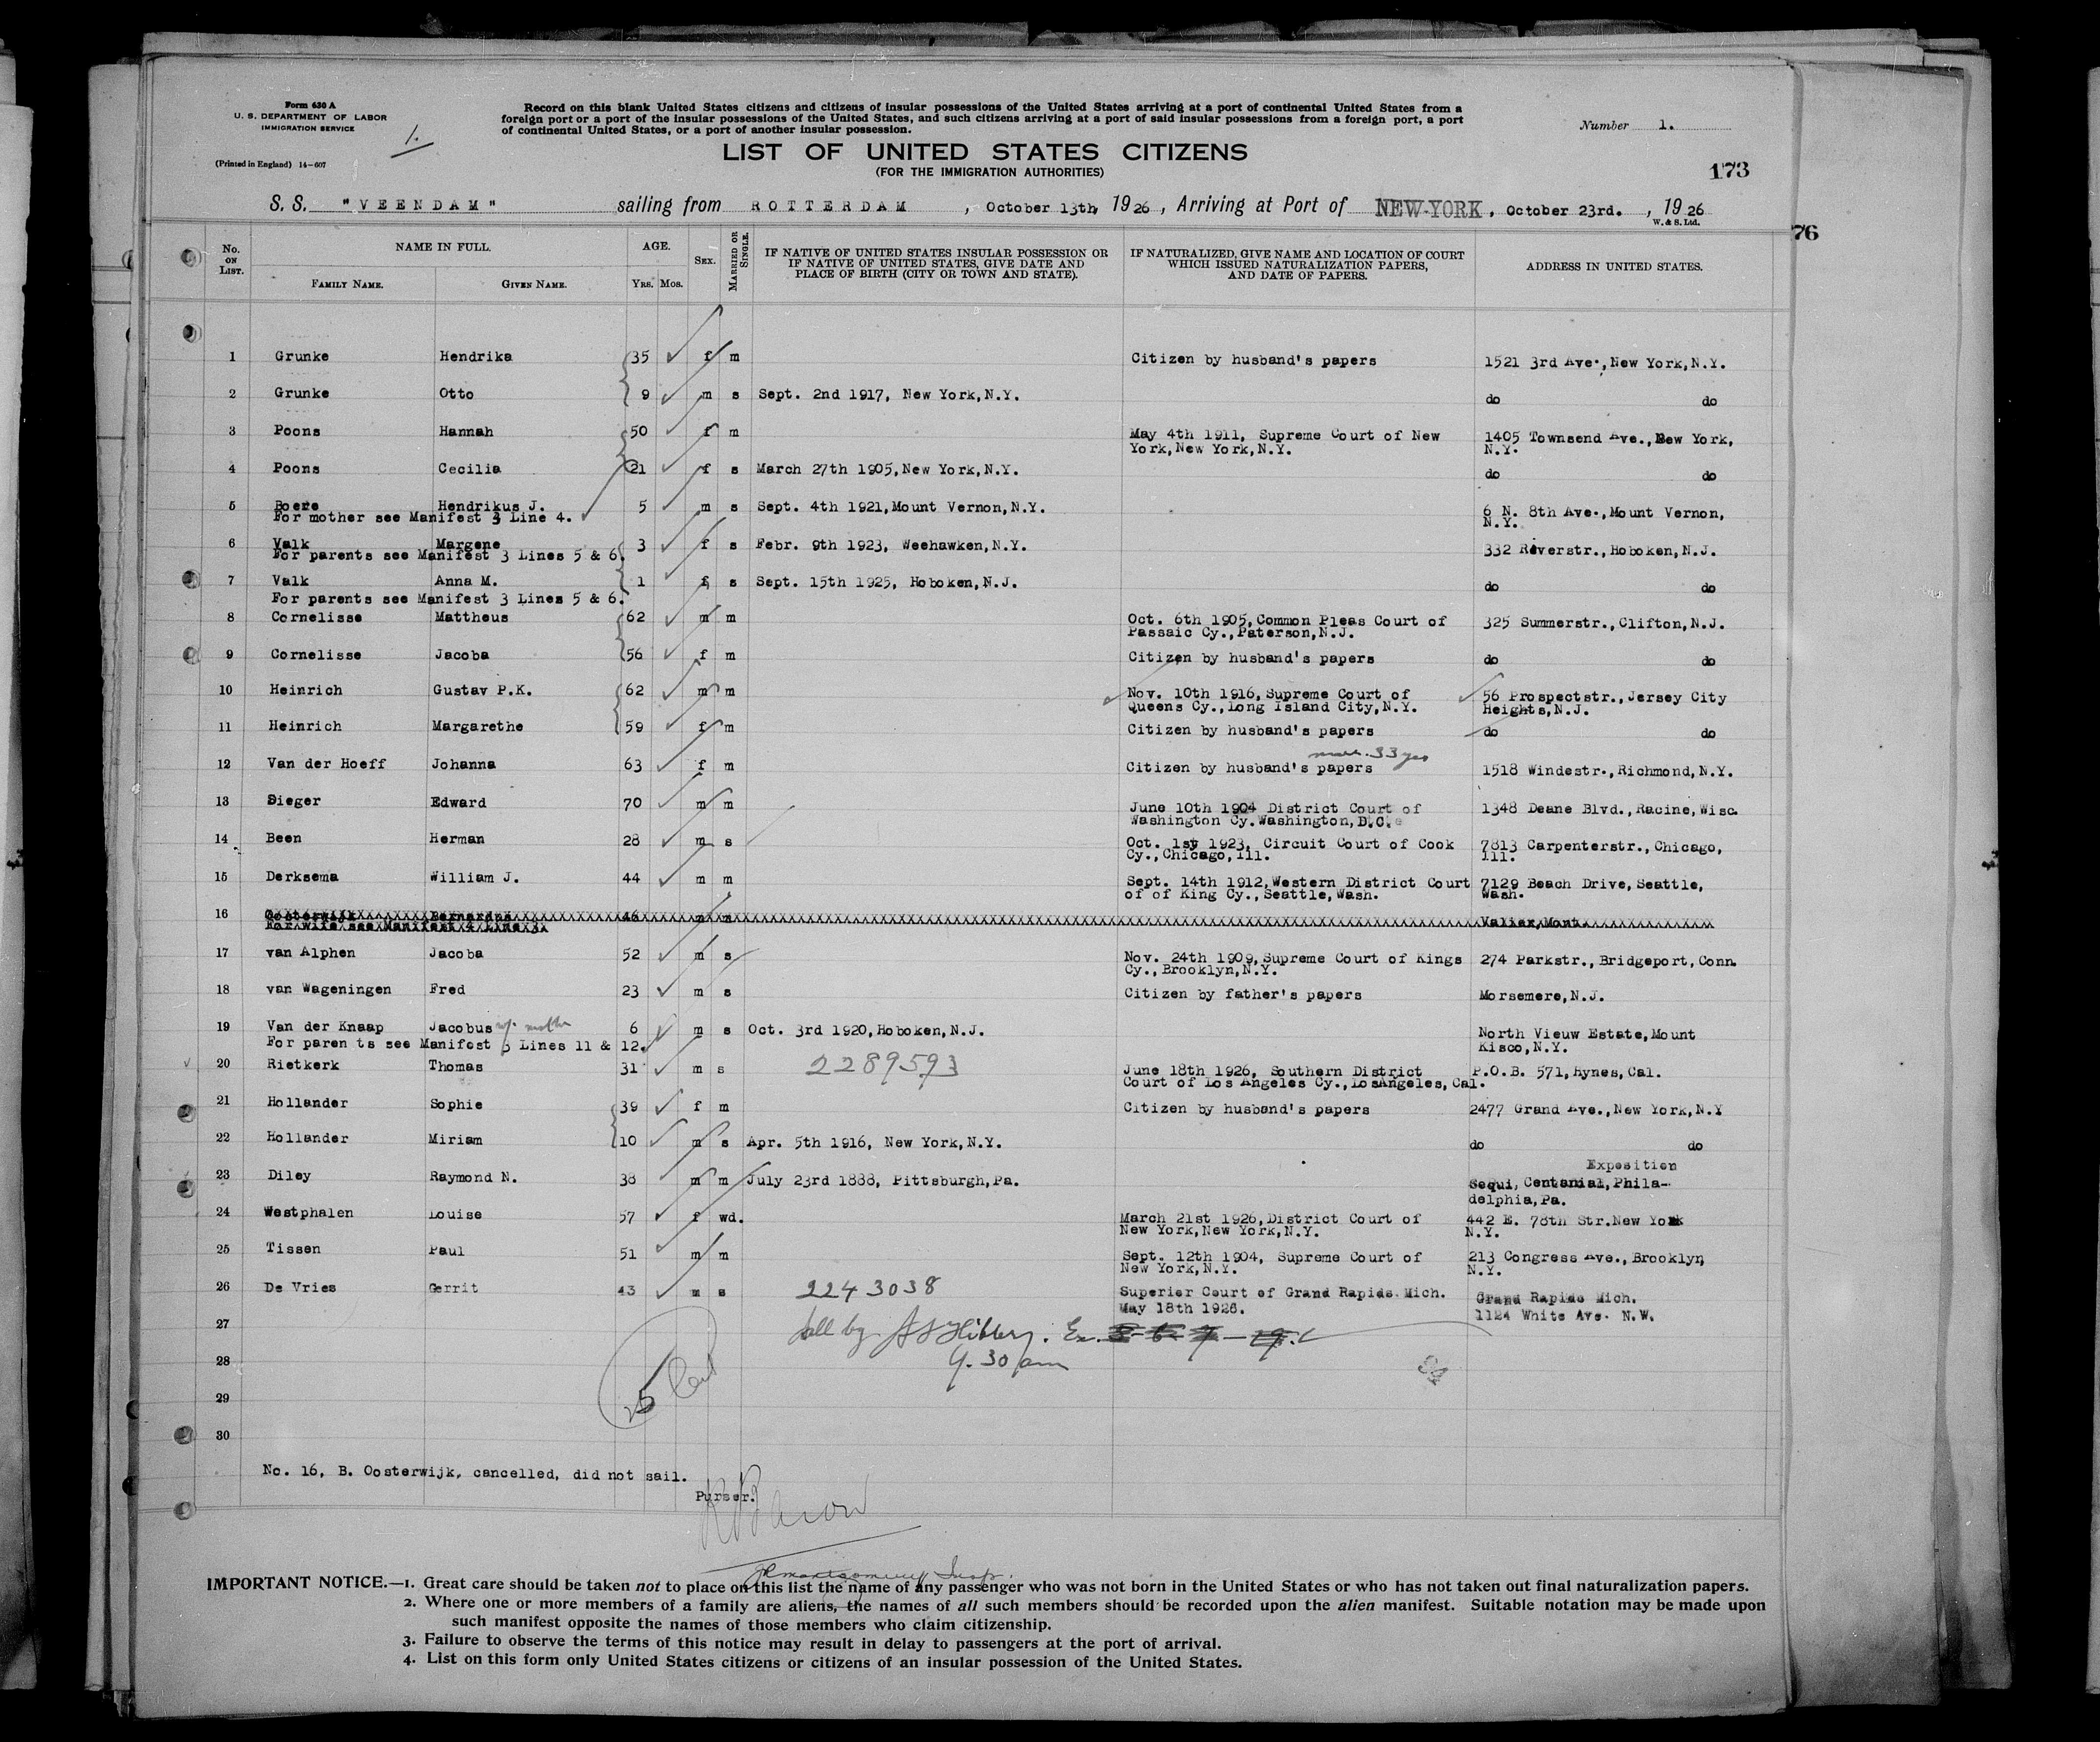 Form 630 A
U. S. DEPARTMENT OF LABOR
IMMIGRATION SERVICE
(Printed in England) 14-607
1.
Record on this blank United States citizens and citizens of insular possessions of the United States arriving at a port of continental United States from a
foreign port or a port of the insular possessions of the United States, and such citizens arriving at a port of said insular possessions from a foreign port, a port
of continental United States, or a port of another insular possession.
Number 1.
LIST OF UNITED STATES CITIZENS
(FOR THE IMMIGRATION AUTHORITIES)
173
S. S. "VEENDAM" sailing from ROTTERDAM, October 13th, 1926, Arriving at Port of NEW-YORK, October 23rd., 1926
W. & S. Ltd.
76
No. ON LIST. NAME IN FULL. AGE. SEX. MARRIED OR SINGLE. IF NATIVE OF UNITED STATES INSULAR POSSESSION OR IF NATIVE OF UNITED STATES, GIVE DATE AND PLACE OF BIRTH (CITY OR TOWN AND STATE). IF NATURALIZED, GIVE NAME AND LOCATION OF COURT WHICH ISSUED NATURALIZATION PAPERS, AND DATE OF PAPERS. ADDRESS IN UNITED STATES.
FAMILY NAME. GIVEN NAME. YRS. MOS.
1 Grunke Hendrika 35 f m Citizen by husband's papers 1521 3rd Ave., New York,N.Y.
2 Grunke Otto 9 m s Sept. 2nd 1917, New York,N.Y. do do
3 Poons Hannah 50 f m May 4th 1911, Supreme Court of New 1405 Townsend Ave., New York,
York,New York,N.Y. N.Y.
4 Poons Cecilia 21 f s March 27th 1905,New York,N.Y. do do
5 Boere Hendrikus J. 5 m s Sept. 4th 1921,Mount Vernon,N.Y. 6 N. 8th Ave.,Mount Vernon,
For mother see Manifest 3 Line 4. N.Y.
6 Valk Margene 3 f s Febr. 9th 1923, Weehawken,N.Y. 332 Riverstr.,Hoboken,N.J.
For parents see Manifest 3 Lines 5 & 6.
7 Valk Anna M. 1 f s Sept. 15th 1925, Hoboken,N.J. do do
For parents see Manifest 3 Lines 5 & 6.
8 Cornelisse Mattheus 62 m m Oct. 6th 1905,Common Pleas Court of 325 Summerstr.,Clifton,N.J.
Passaic Cy.,Paterson,N.J.
9 Cornelisse Jacoba 56 f m Citizen by husband's papers do do
10 Heinrich Gustav P.K. 62 m m Nov. 10th 1916,Supreme Court of 56 Prospectstr.,Jersey City
Queens Cy.,Long Island City,N.Y. Heights,N.J.
11 Heinrich Margarethe 59 f m Citizen by husband's papers do do
33 yrs
12 Van der Hoeff Johanna 63 f m Citizen by husband's papers 1518 Windestr.,Richmond,N.Y.
13 Sieger Edward 70 m m June 10th 1904 District Court of 1348 Deane Blvd.,Racine,Wisc.
Washington Cy.Washington,D.C.
14 Been Herman 28 m s Oct. 1st 1923, Circuit Court of Cook 7813 Carpenterstr.,Chicago,
Cy.,Chicago,Ill. Ill.
15 Derksema William J. 44 m m Sept. 14th 1912,Western District Court 7129 Beach Drive,Seattle,
of of King Cy.,Seattle,Wash. Wash.
16 Oosterwijk Bernardus 46 m m Valier,Mont.
For wife see Manifest 4 Line 3.
17 van Alphen Jacoba 52 m s Nov. 24th 1909,Supreme Court of Kings 274 Parkstr.,Bridgeport,Conn.
Cy.,Brooklyn,N.Y.
18 van Wageningen Fred 23 m s Citizen by father's papers Morsemere,N.J.
19 Van der Knaap Jacobus w/ mother 6 m s Oct. 3rd 1920,Hoboken,N.J. North Vieuw Estate,Mount
For parents see Manifest 3 Lines 11 & 12. Kisco,N.Y.
20 Rietkerk Thomas 31 m s 2289593 June 18th 1926, Southern District P.O.B. 571,Hynes,Cal.
Court of Los Angeles Cy.,LosAngeles,Cal.
21 Hollander Sophie 39 f m Citizen by husband's papers 2477 Grand Ave.,New York,N.Y
22 Hollander Miriam 10 m s Apr. 5th 1916, New York,N.Y. do do
Exposition
23 Diley Raymond N. 38 m m July 23rd 1888, Pittsburgh,Pa. Sequi,Centanial,Phila-
delphia,Pa.
24 Westphalen Louise 57 f wd. March 21st 1926,District Court of 442 E. 78th Str.New York
New York,New York,N.Y. N.Y.
25 Tissen Paul 51 m m Sept. 12th 1904, Supreme Court of 213 Congress Ave.,Brooklyn,
New York,N.Y. N.Y.
26 De Vries Gerrit 43 m s 2243038 Superior Court of Grand Rapids Mich. Grand Rapids Mich.
May 18th 1926. 1124 White Ave. N.W.
27 all by
28 9.30 am
29 25
30
No. 16, B. Oosterwijk, cancelled, did not sail.
Purser.
IMPORTANT NOTICE.—1. Great care should be taken not to place on this list the name of any passenger who was not born in the United States or who has not taken out final naturalization papers.
2. Where one or more members of a family are aliens, the names of all such members should be recorded upon the alien manifest. Suitable notation may be made upon
such manifest opposite the names of those members who claim citizenship.
3. Failure to observe the terms of this notice may result in delay to passengers at the port of arrival.
4. List on this form only United States citizens or citizens of an insular possession of the United States.